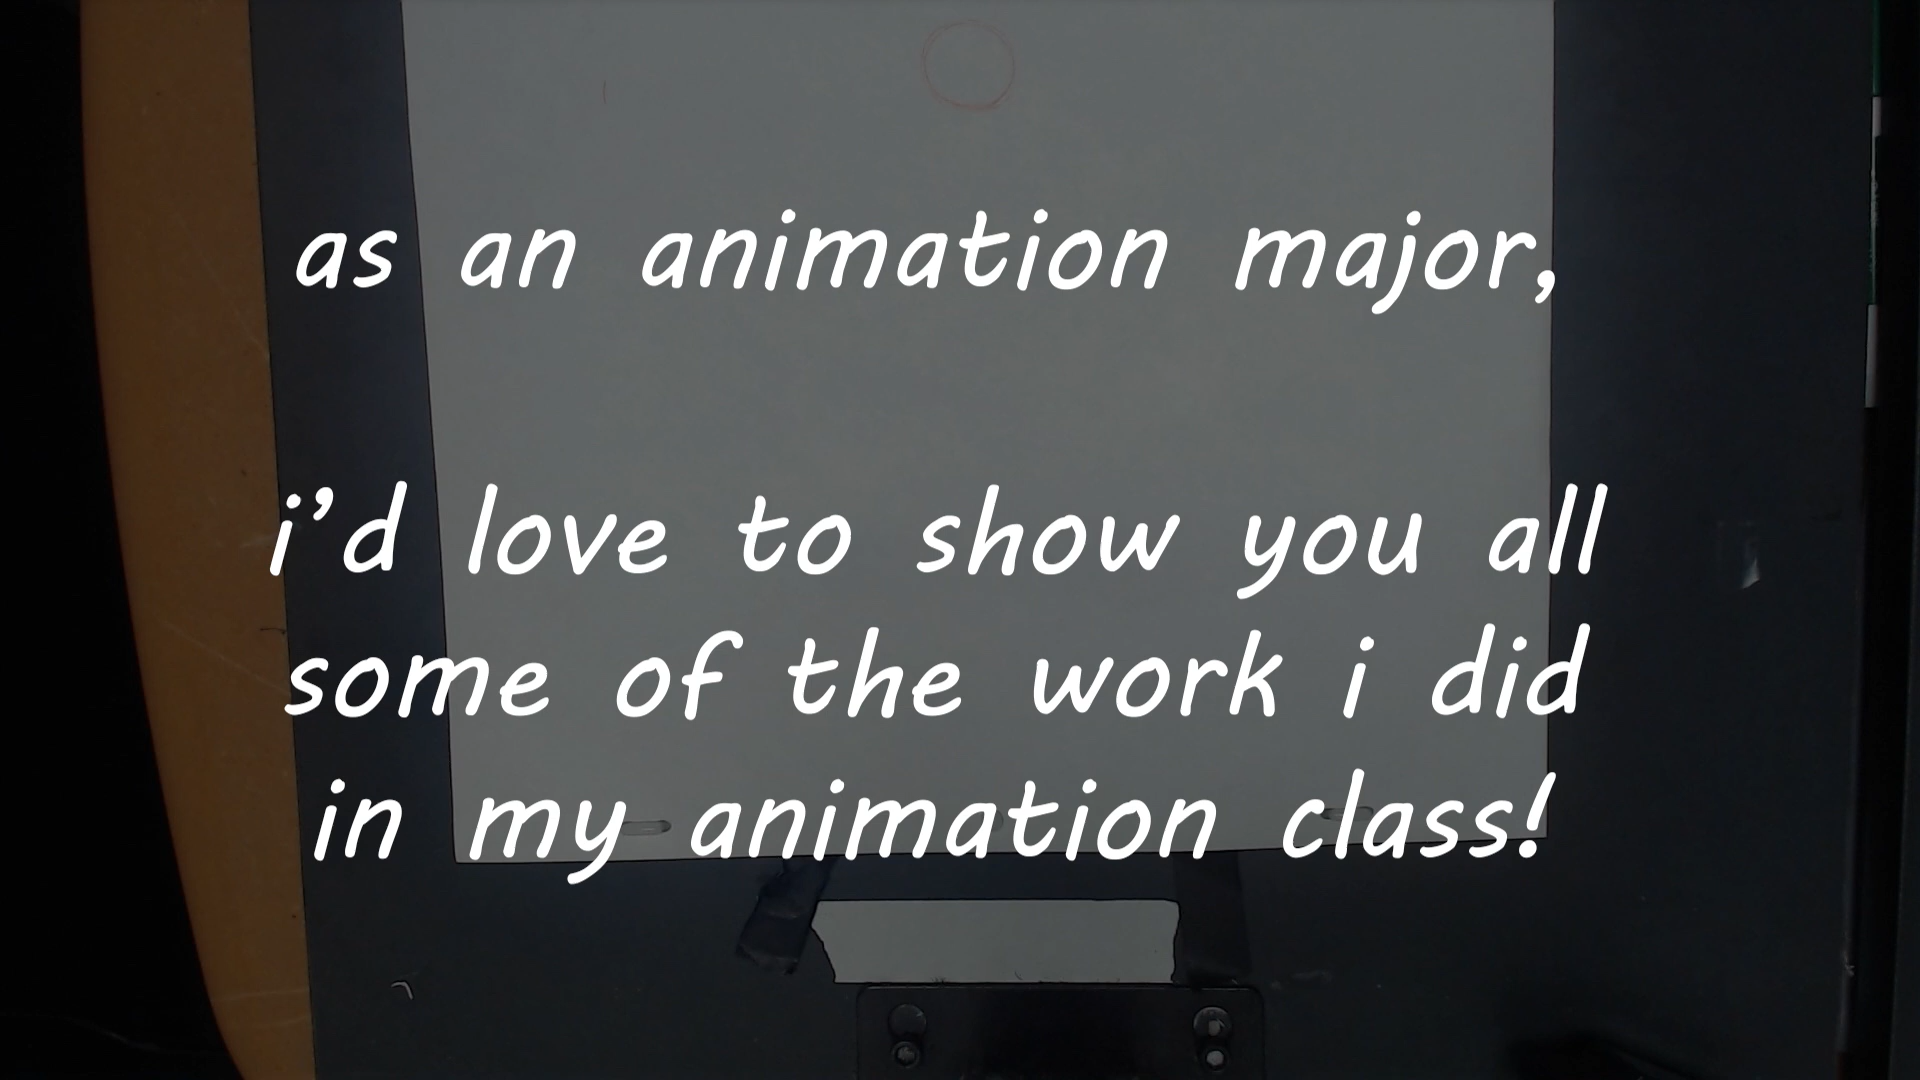 as an animation major,
i’d love to show you all
some of the work i did
in my animation class!